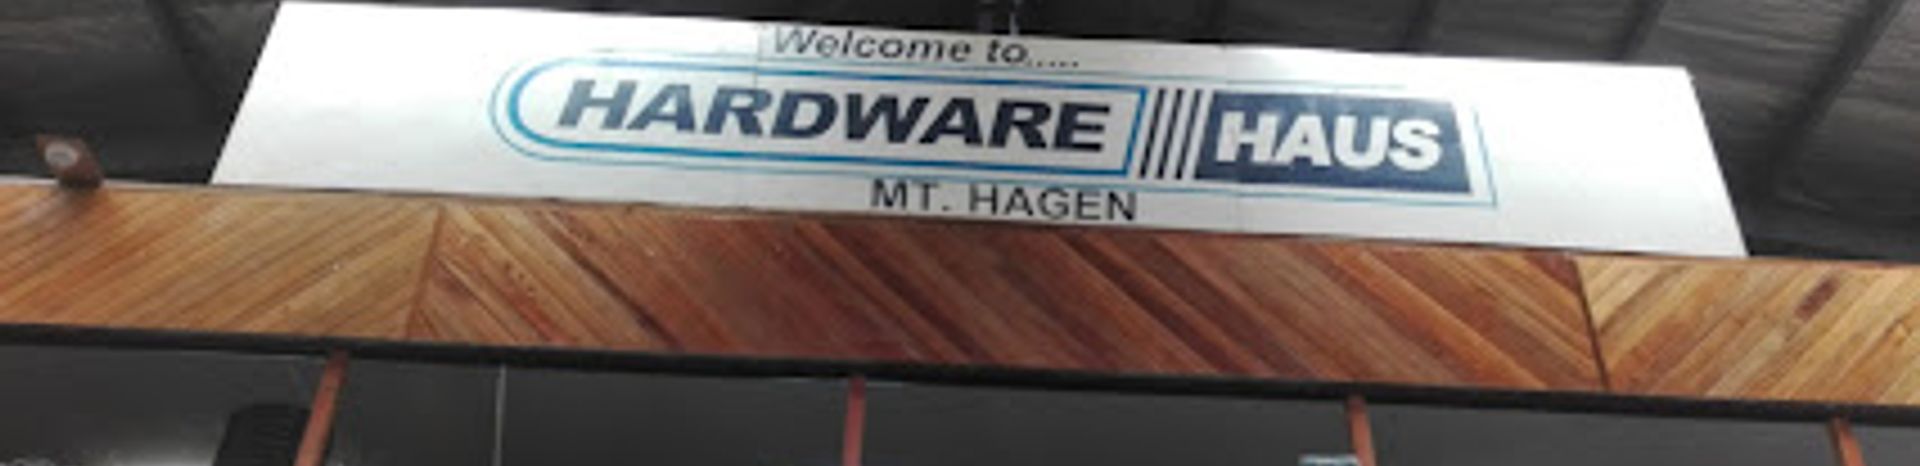 Welcome to.....
HARDWARE HAUS
MT. HAGEN